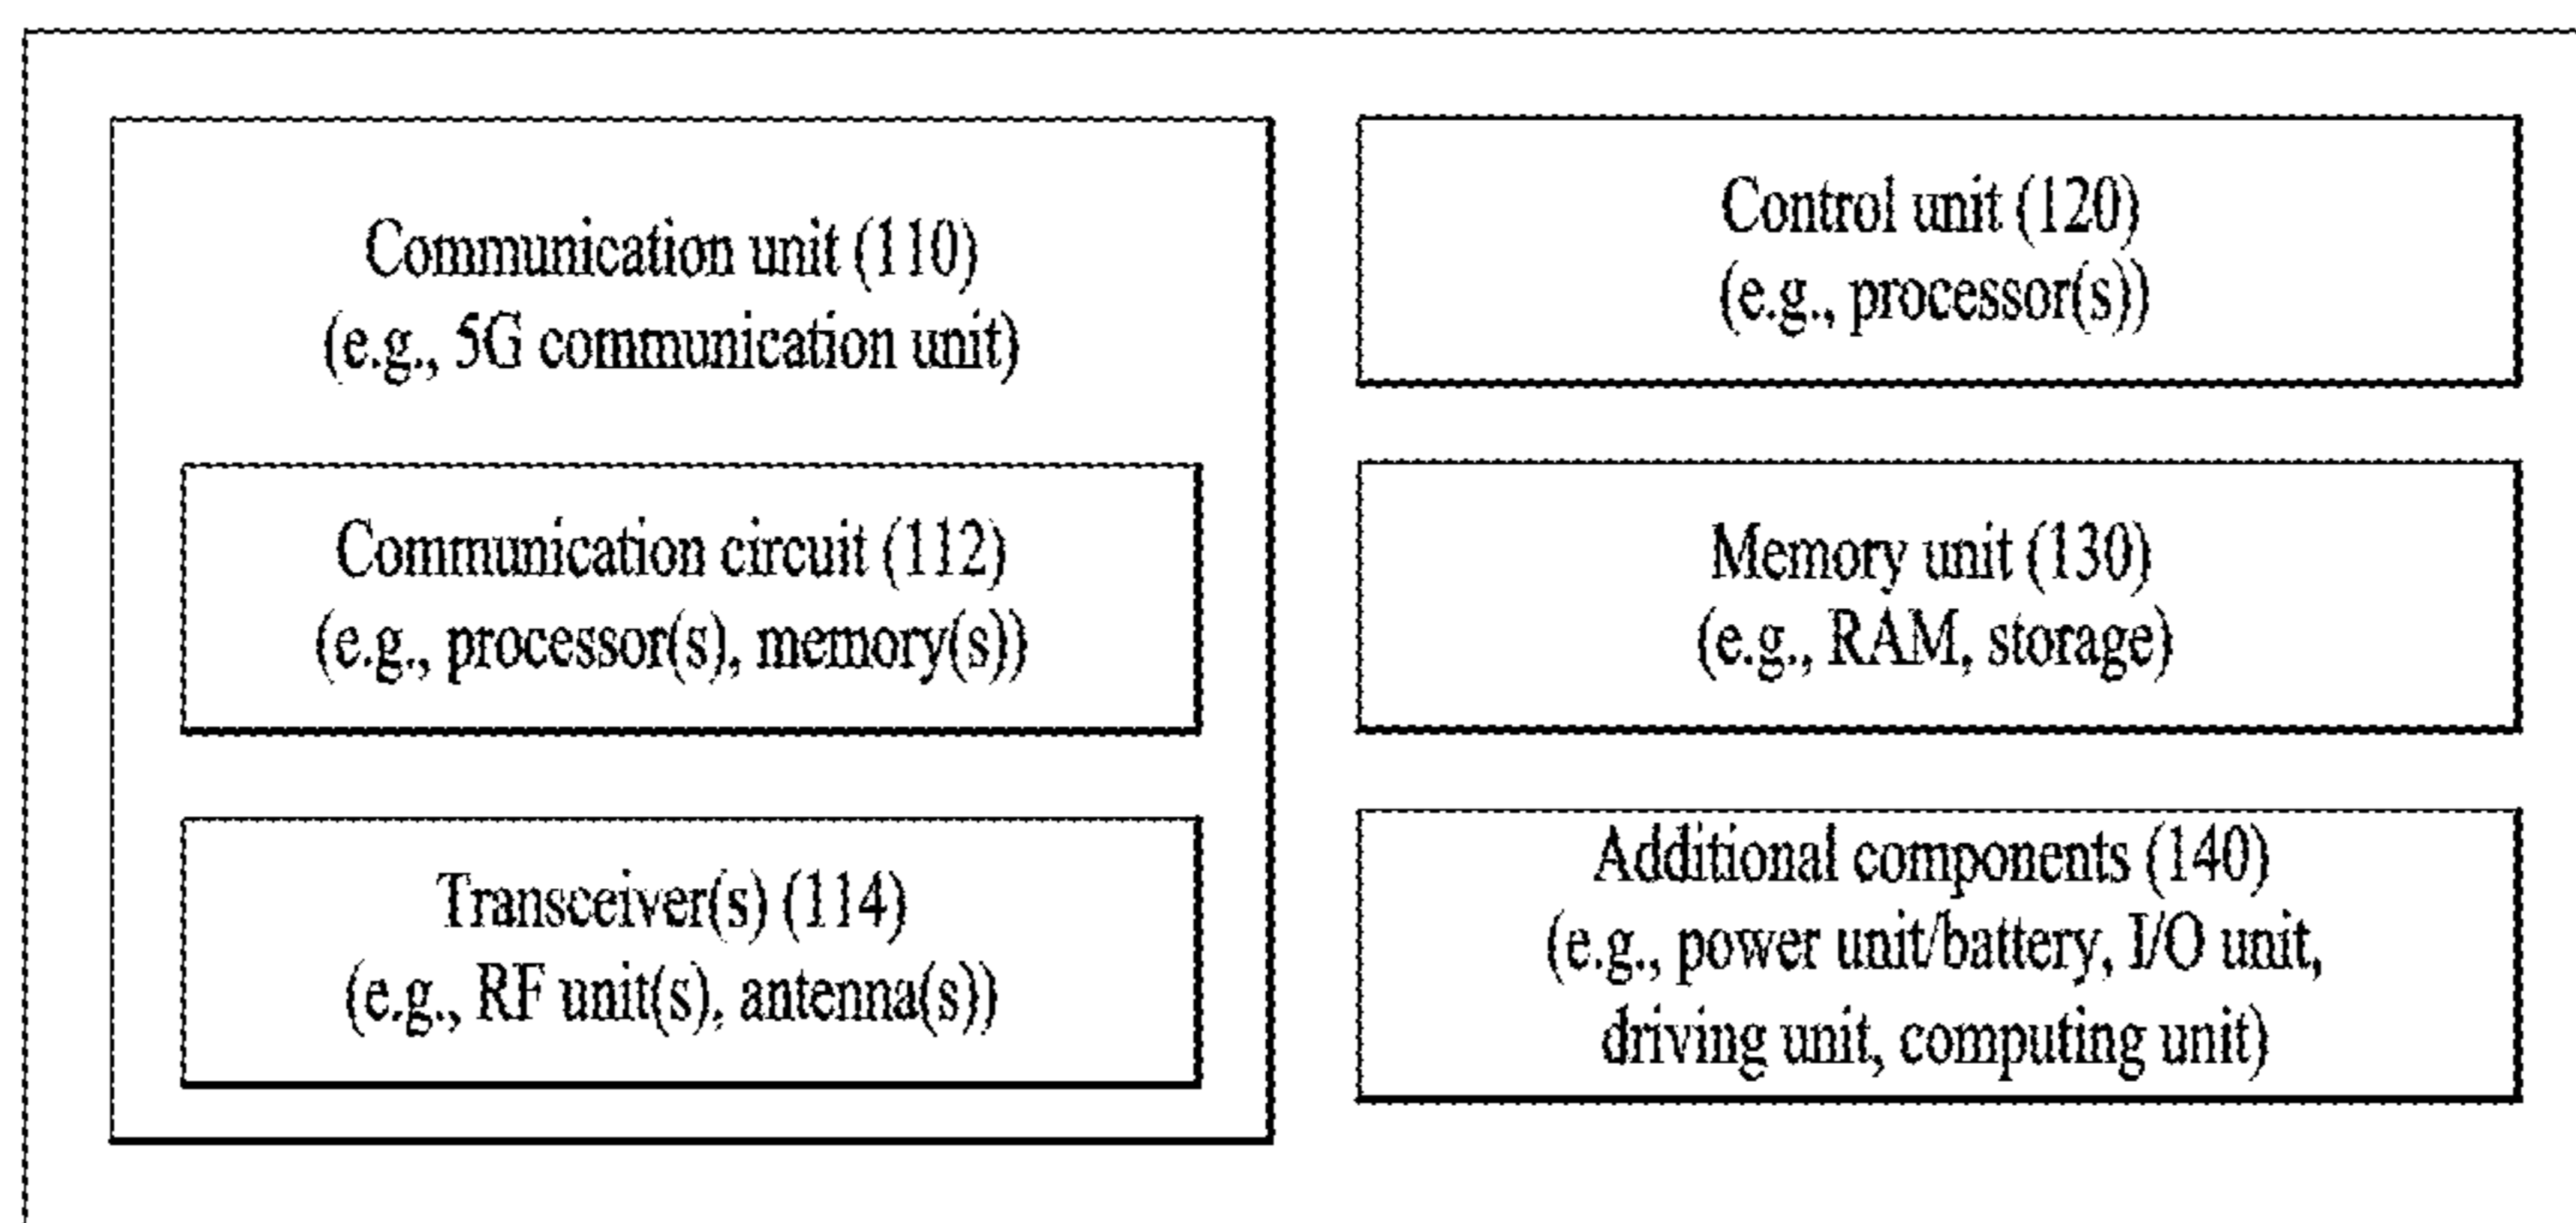 Communication unit (110)
(e.g., 5G communication unit)
Communication circuit (112)
(e.g., processor(s), memory(s))
Transceiver(s) (114)
(e.g., RF unit(s), antenna(s))
Control unit (120)
(e.g., processor(s))
Memory unit (130)
(e.g., RAM, storage)
Additional components (140)
(e.g., power unit/battery, I/O unit,
driving unit, computing unit)